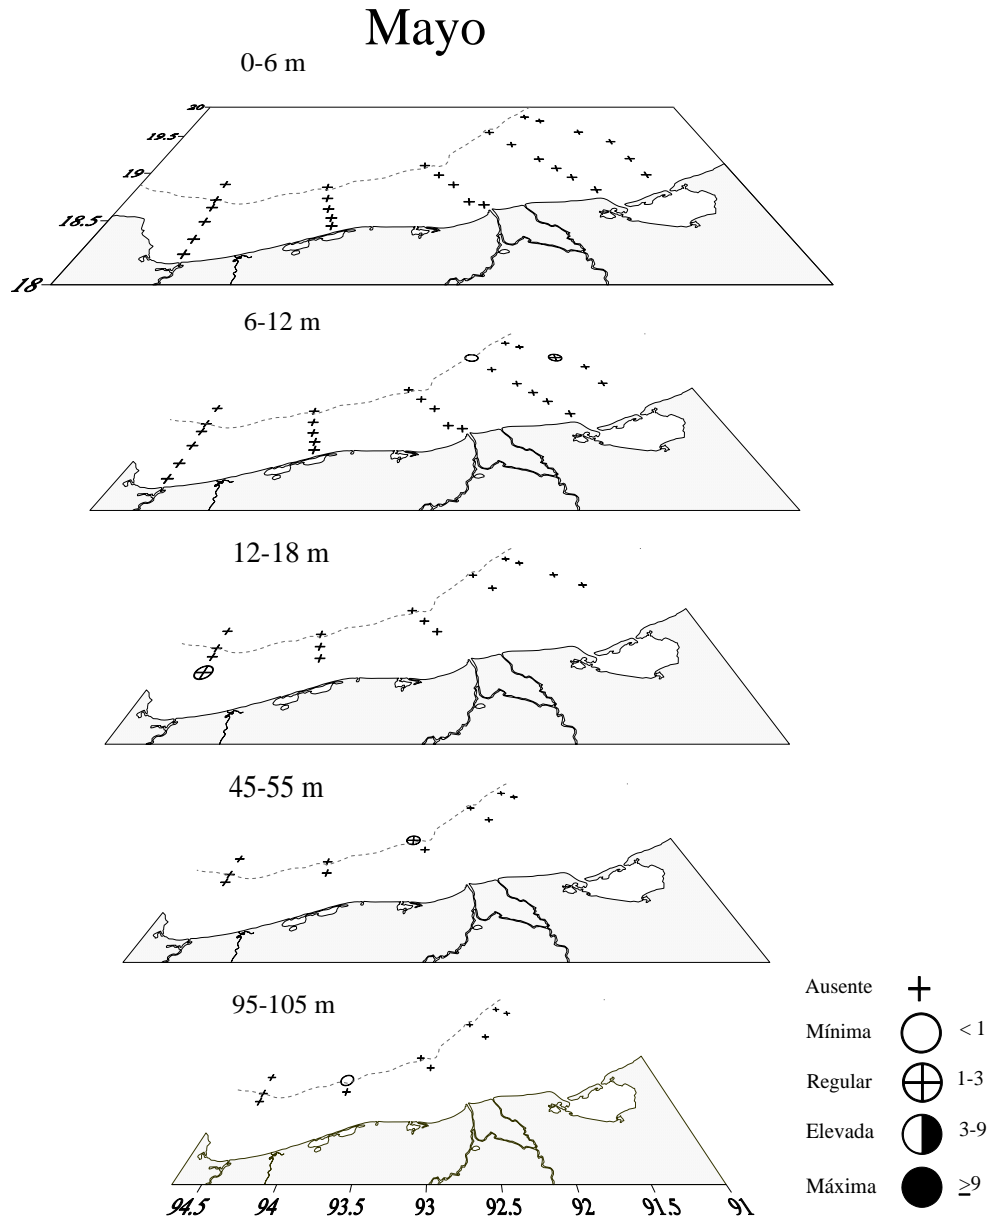 Mayo
0-6 m
20
19.5
19
18.5
18
6-12 m
12-18 m
45-55 m
95-105 m
Ausente
Mínima < 1
Regular 1-3
Elevada 3-9
Máxima ≥9
94.5 94 93.5 93 92.5 92 91.5 91